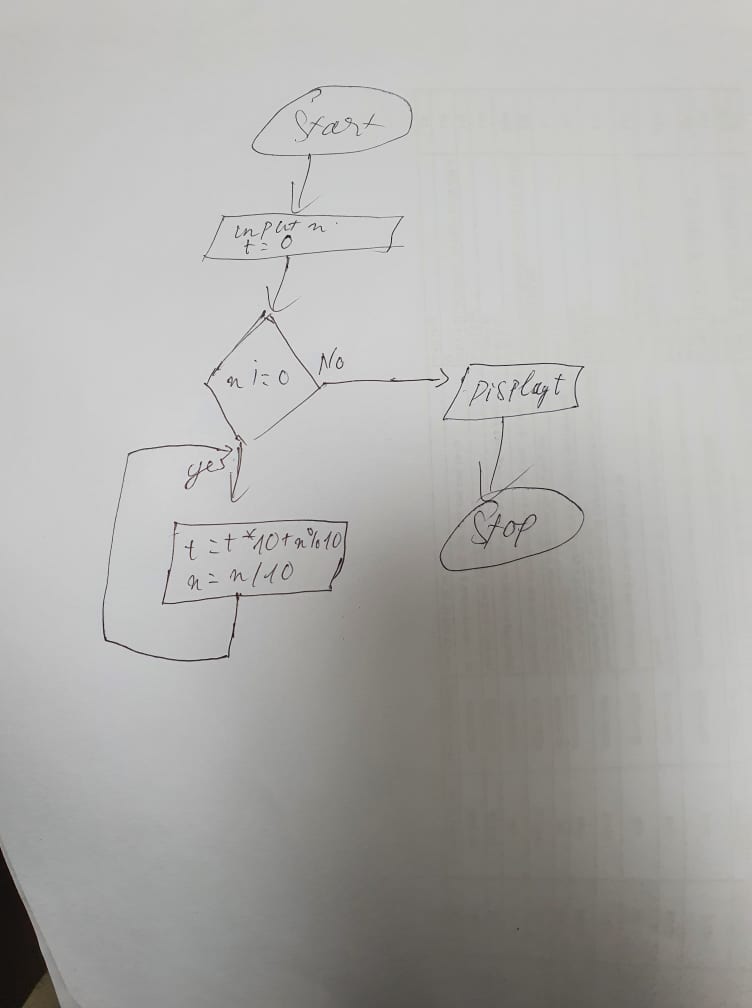 Start
input n.
t = 0
n != 0
No
Display t
yes
t = t * 10 + n % 10
n = n / 10
Stop